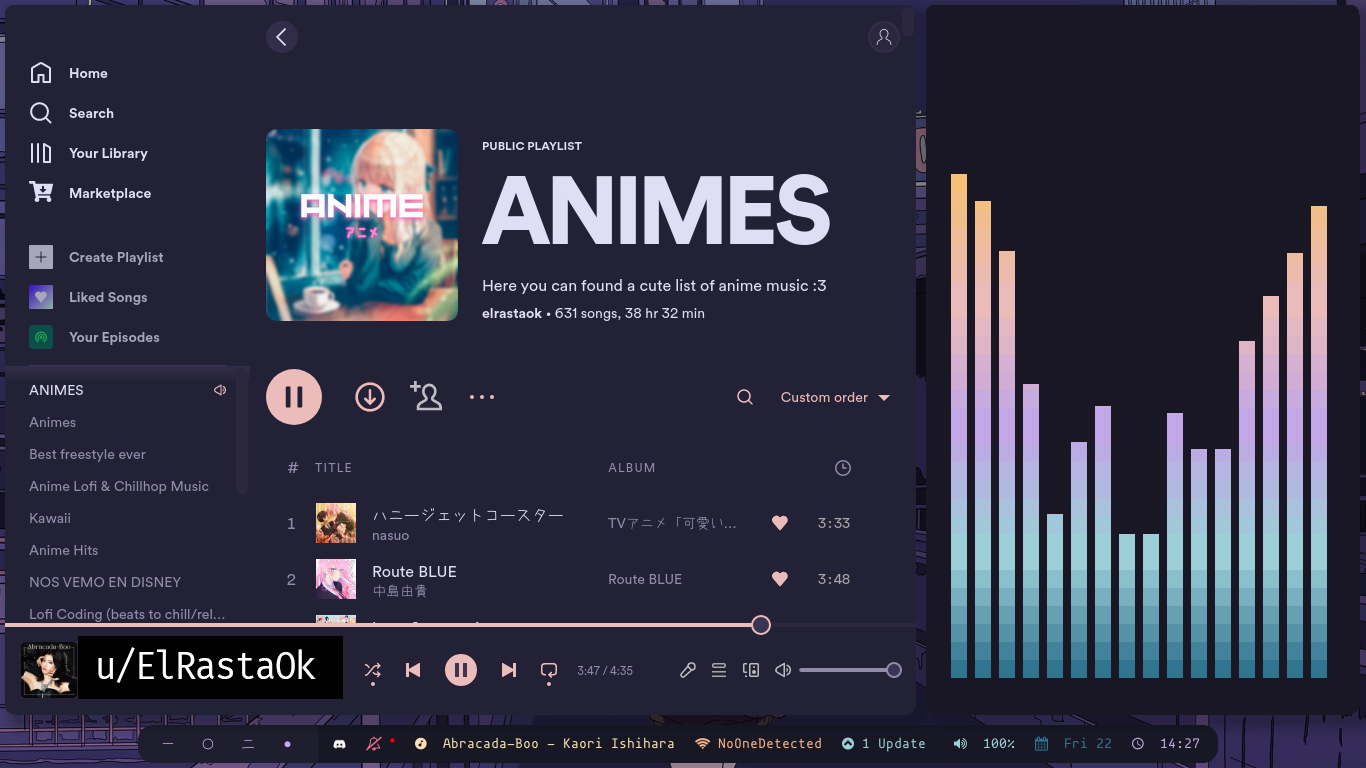 Home
Search
Your Library
Marketplace
Create Playlist
Liked Songs
Your Episodes
ANIMES
Animes
Best freestyle ever
Anime Lofi & Chillhop Music
Kawaii
Anime Hits
NOS VEMO EN DISNEY
Lofi Coding (beats to chill/rel...
ANIME
アニメ
PUBLIC PLAYLIST
ANIMES
Here you can found a cute list of anime music :3
elrastaok • 631 songs, 38 hr 32 min
Custom order
# TITLE ALBUM
1 ハニージェットコースター TVアニメ「可愛い... 3:33
nasuo
2 Route BLUE Route BLUE 3:48
中島由貴
Abracada-Boo
u/ElRastaOk
3:47 / 4:35
一 二 Abracada-Boo - Kaori Ishihara NoOneDetected 1 Update 100% Fri 22 14:27